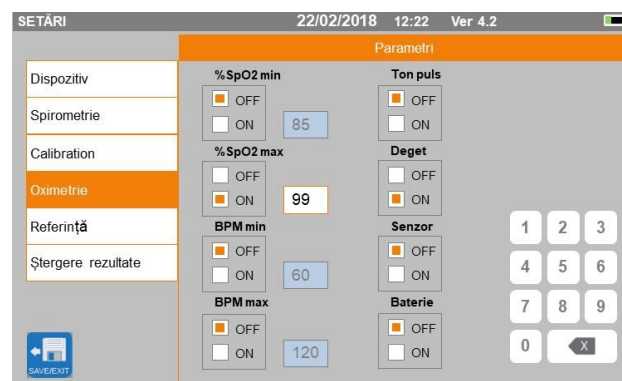 SETĂRI 22/02/2018 12:22 Ver 4.2
Parametri
Dispozitiv
Spirometrie
Calibration
Oximetrie
Referință
Ștergere rezultate
%SpO2 min
OFF
ON 85
%SpO2 max
OFF
ON 99
BPM min
OFF
ON 60
BPM max
OFF
ON 120
Ton puls
OFF
ON
Deget
OFF
ON
Senzor
OFF
ON
Baterie
OFF
ON
1 2 3
4 5 6
7 8 9
0 X
SAVE/EXIT